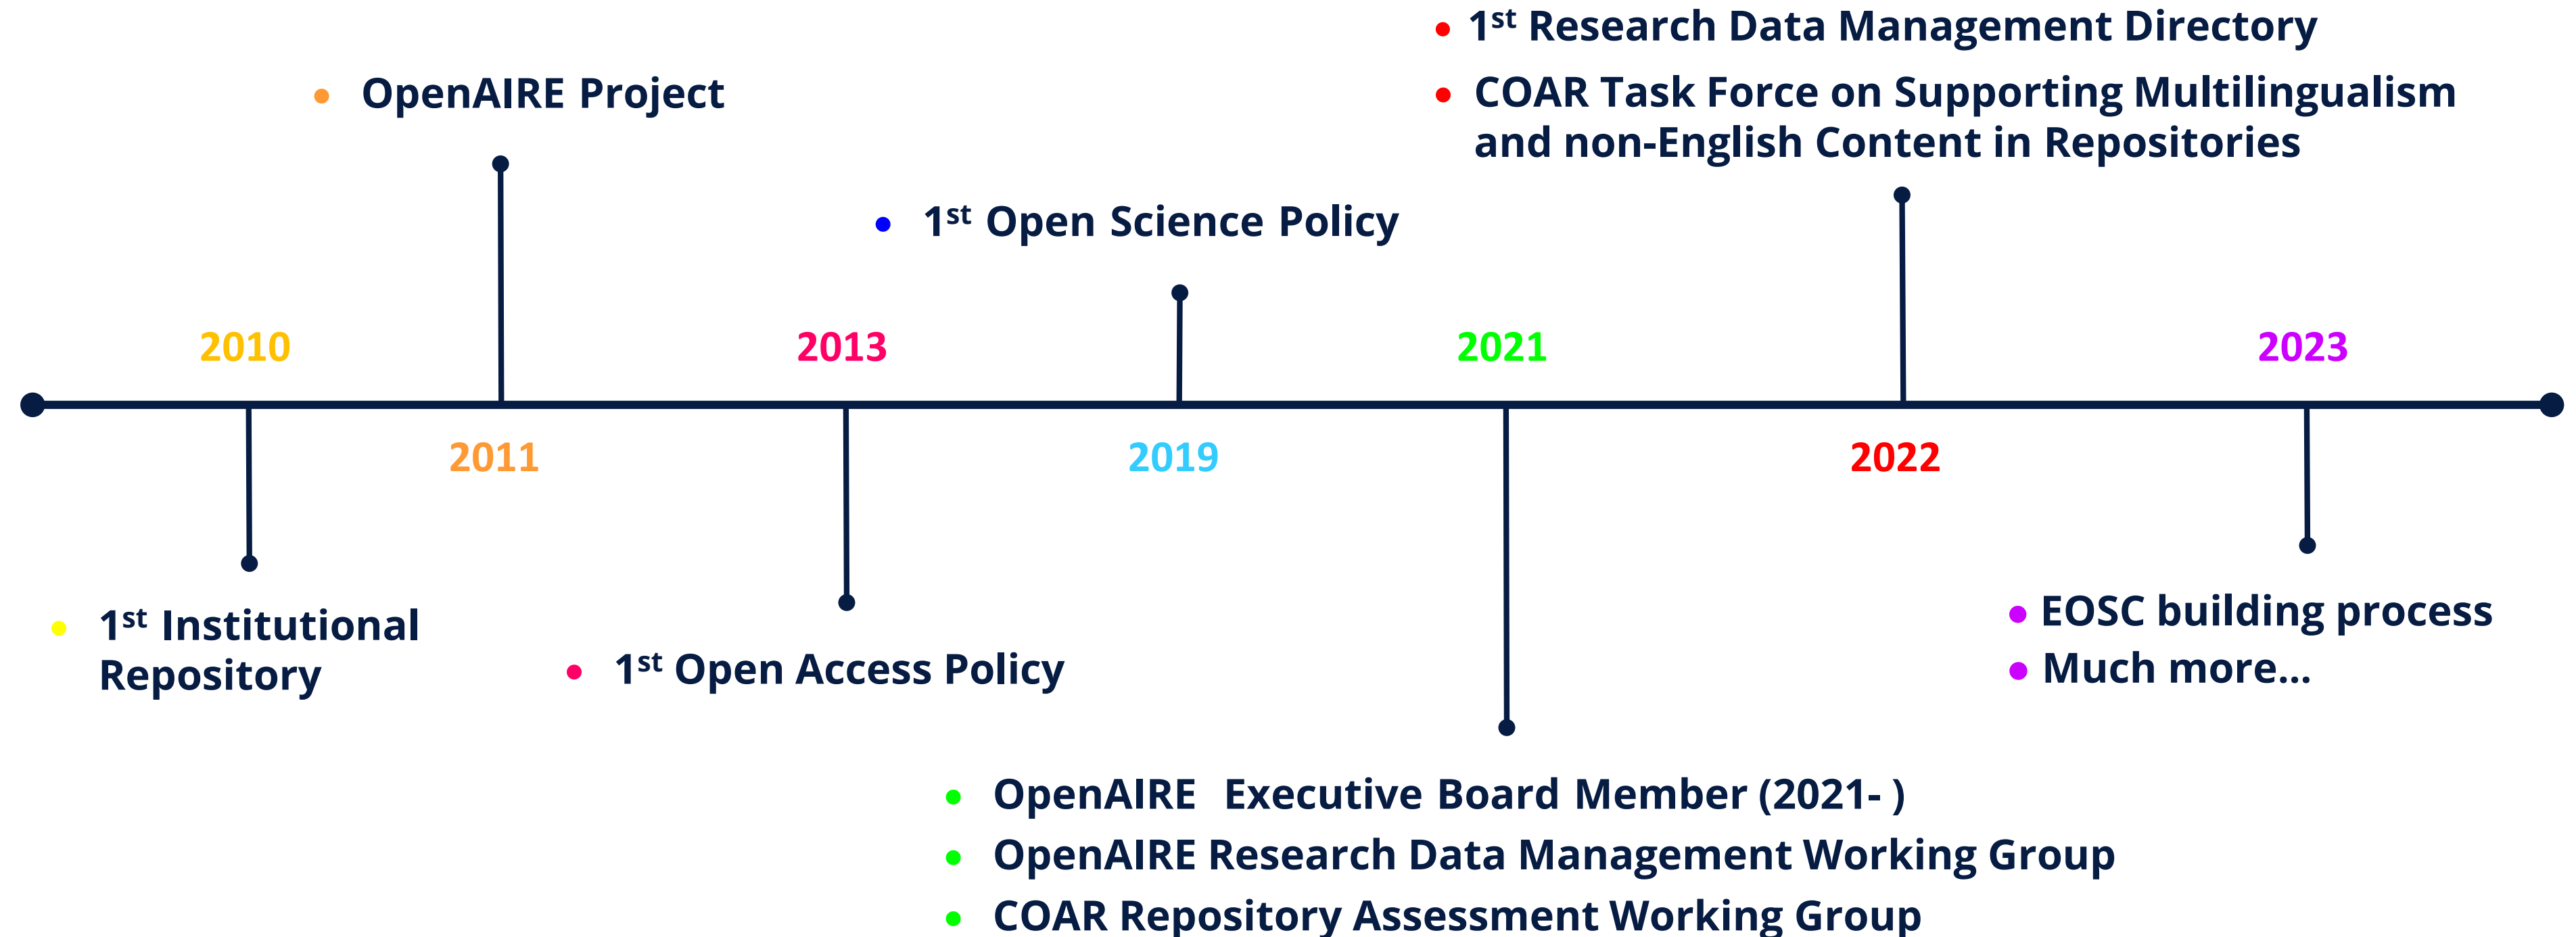 • 1st Research Data Management Directory
• OpenAIRE Project
• COAR Task Force on Supporting Multilingualism
and non-English Content in Repositories
• 1st Open Science Policy
2010
2013
2021
2023
2011
2019
2022
• 1st Institutional
Repository
• 1st Open Access Policy
• EOSC building process
• Much more...
• OpenAIRE Executive Board Member (2021- )
• OpenAIRE Research Data Management Working Group
• COAR Repository Assessment Working Group